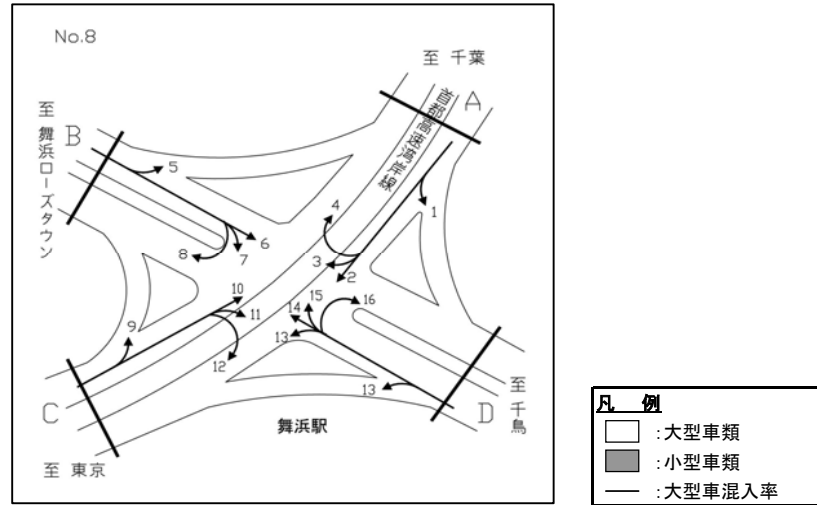 No.8
至 千葉
A
首都高速湾岸線
至 舞浜ローズタウン
B
5
4
1
8
7
6
3
2
10
11
15
16
14
9
13
12
13
C
D
至 千鳥
舞浜駅
至 東京
凡 例
:大型車類
:小型車類
:大型車混入率